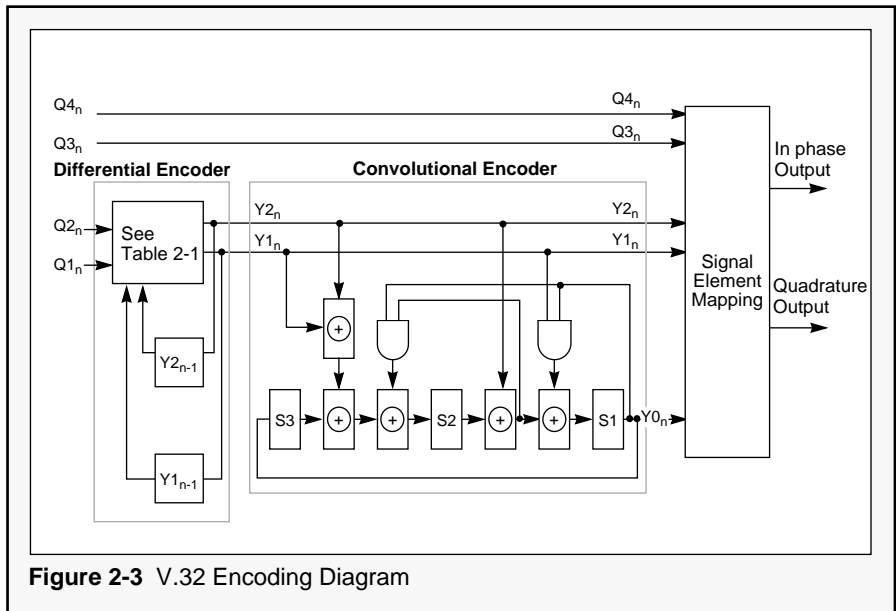 Q4n Q4n
Q3n Q3n
In phase
Output
Differential Encoder Convolutional Encoder
Q2n Y2n Y2n
See
Table 2-1
Q1n Y1n Y1n
Signal
Element
Mapping
Quadrature
Output
+
Y2n-1
S3 + + S2 + + S1 Y0n
Y1n-1
Figure 2-3 V.32 Encoding Diagram